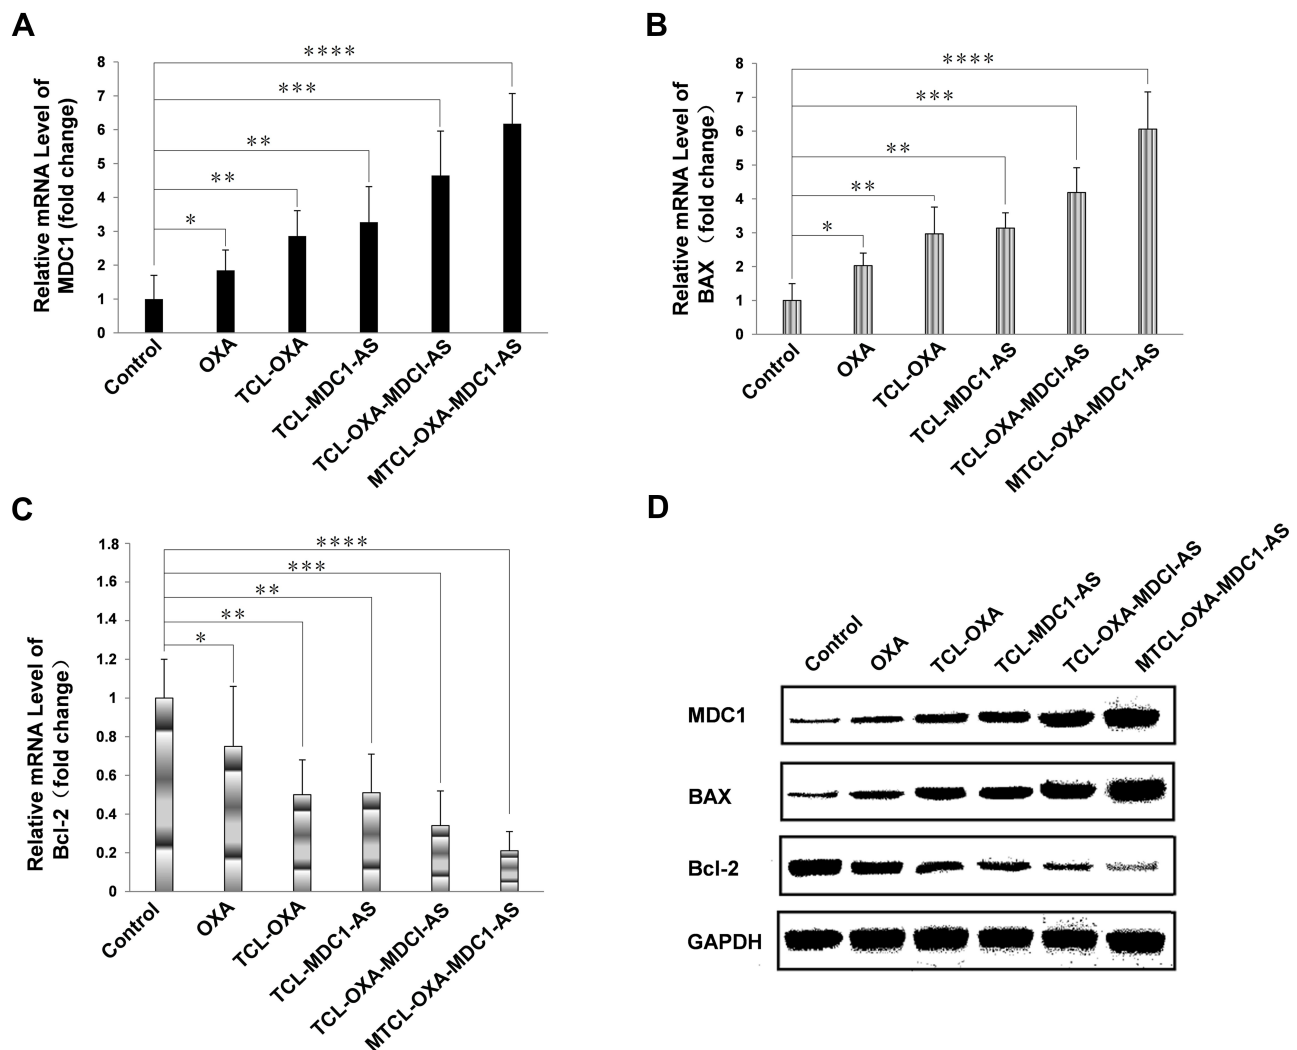 A
Relative mRNA Level of
MDC1 (fold change)
8
7
6
5
4
3
2
1
0
*
**
**
***
****
Control
OXA
TCL-OXA
TCL-MDC1-AS
TCL-OXA-MDCI-AS
MTCL-OXA-MDC1-AS
B
Relative mRNA Level of
BAX（fold change）
8
7
6
5
4
3
2
1
0
*
**
**
***
****
Control
OXA
TCL-OXA
TCL-MDC1-AS
TCL-OXA-MDCI-AS
MTCL-OXA-MDC1-AS
C
Relative mRNA Level of
Bcl-2（fold change）
1.8
1.6
1.4
1.2
1
0.8
0.6
0.4
0.2
0
*
**
**
***
****
Control
OXA
TCL-OXA
TCL-MDC1-AS
TCL-OXA-MDCI-AS
MTCL-OXA-MDC1-AS
D
Control
OXA
TCL-OXA
TCL-MDC1-AS
TCL-OXA-MDCI-AS
MTCL-OXA-MDC1-AS
MDC1
BAX
Bcl-2
GAPDH